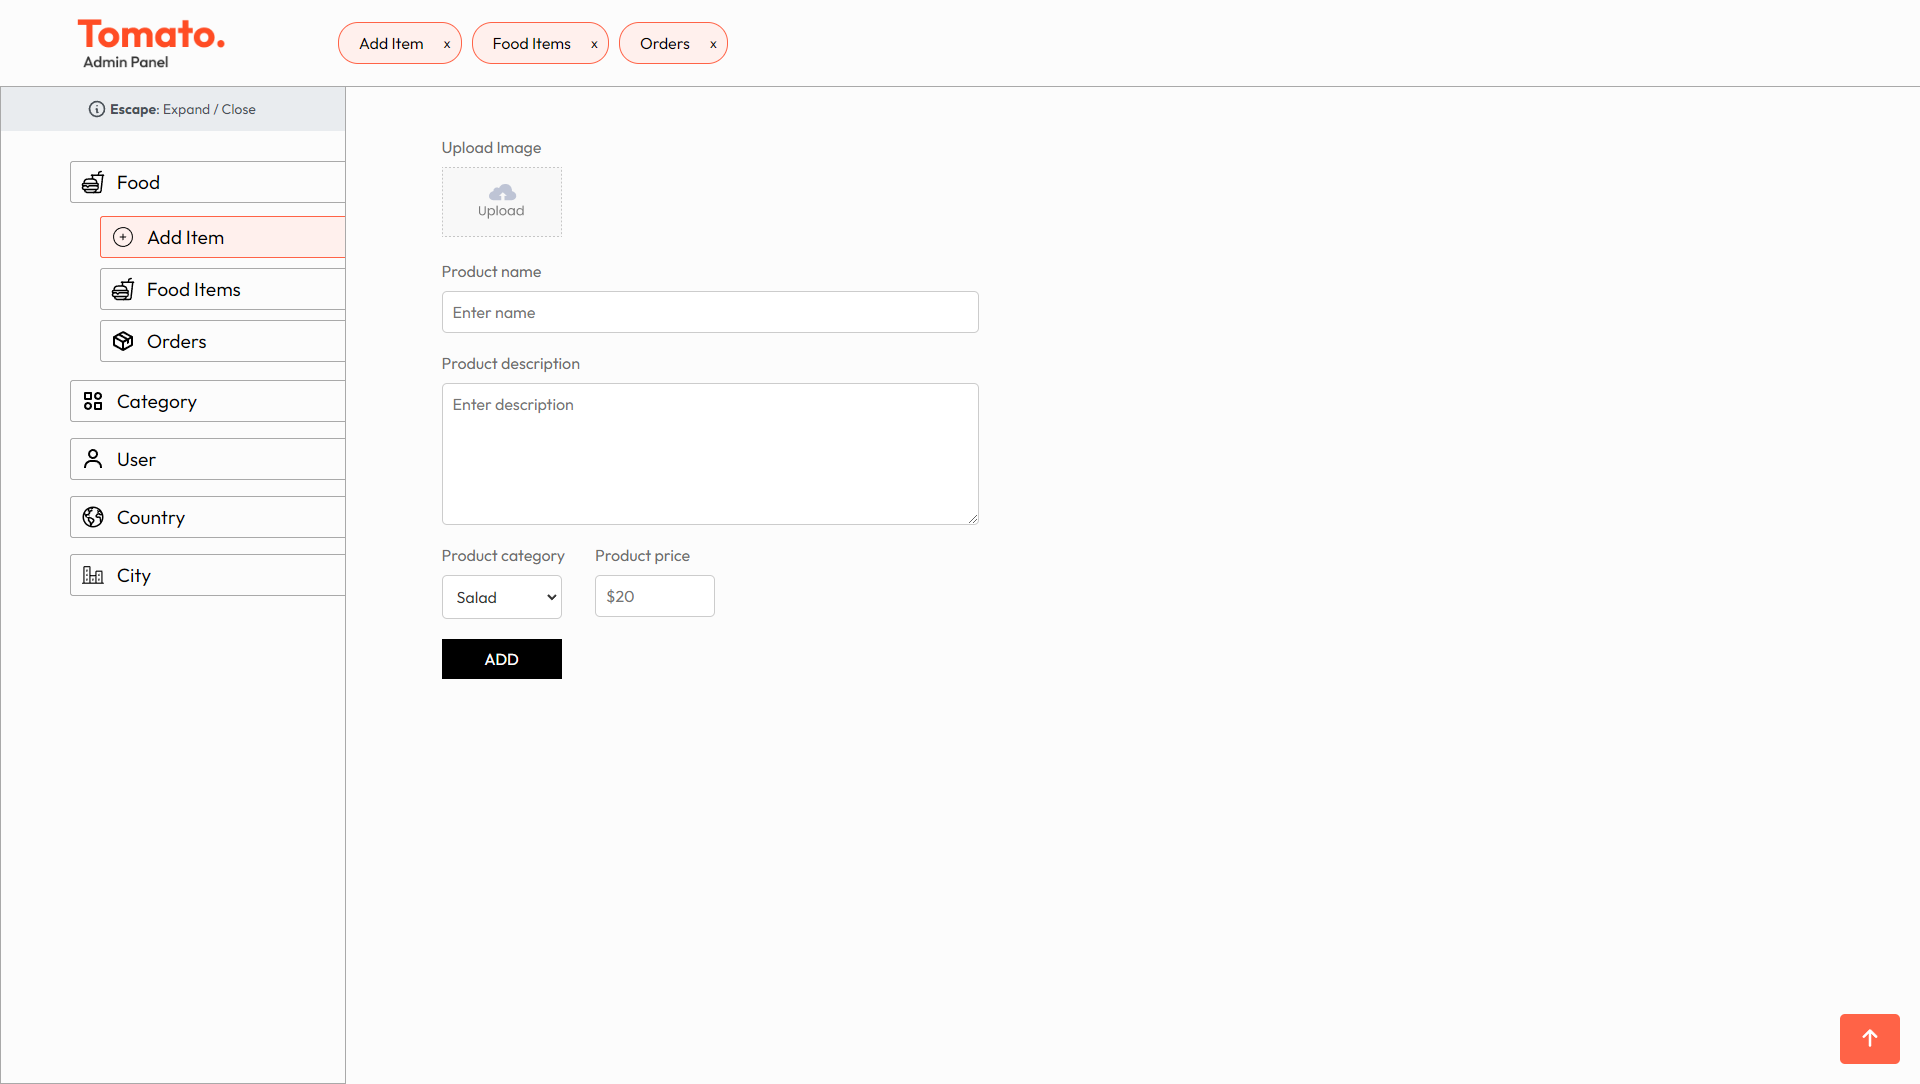 Tomato.
Admin Panel
Add Item x
Food Items x
Orders x
Escape: Expand / Close
Food
Add Item
Food Items
Orders
Category
User
Country
City
Upload Image
Upload
Product name
Enter name
Product description
Enter description
Product category
Product price
Salad
$20
ADD